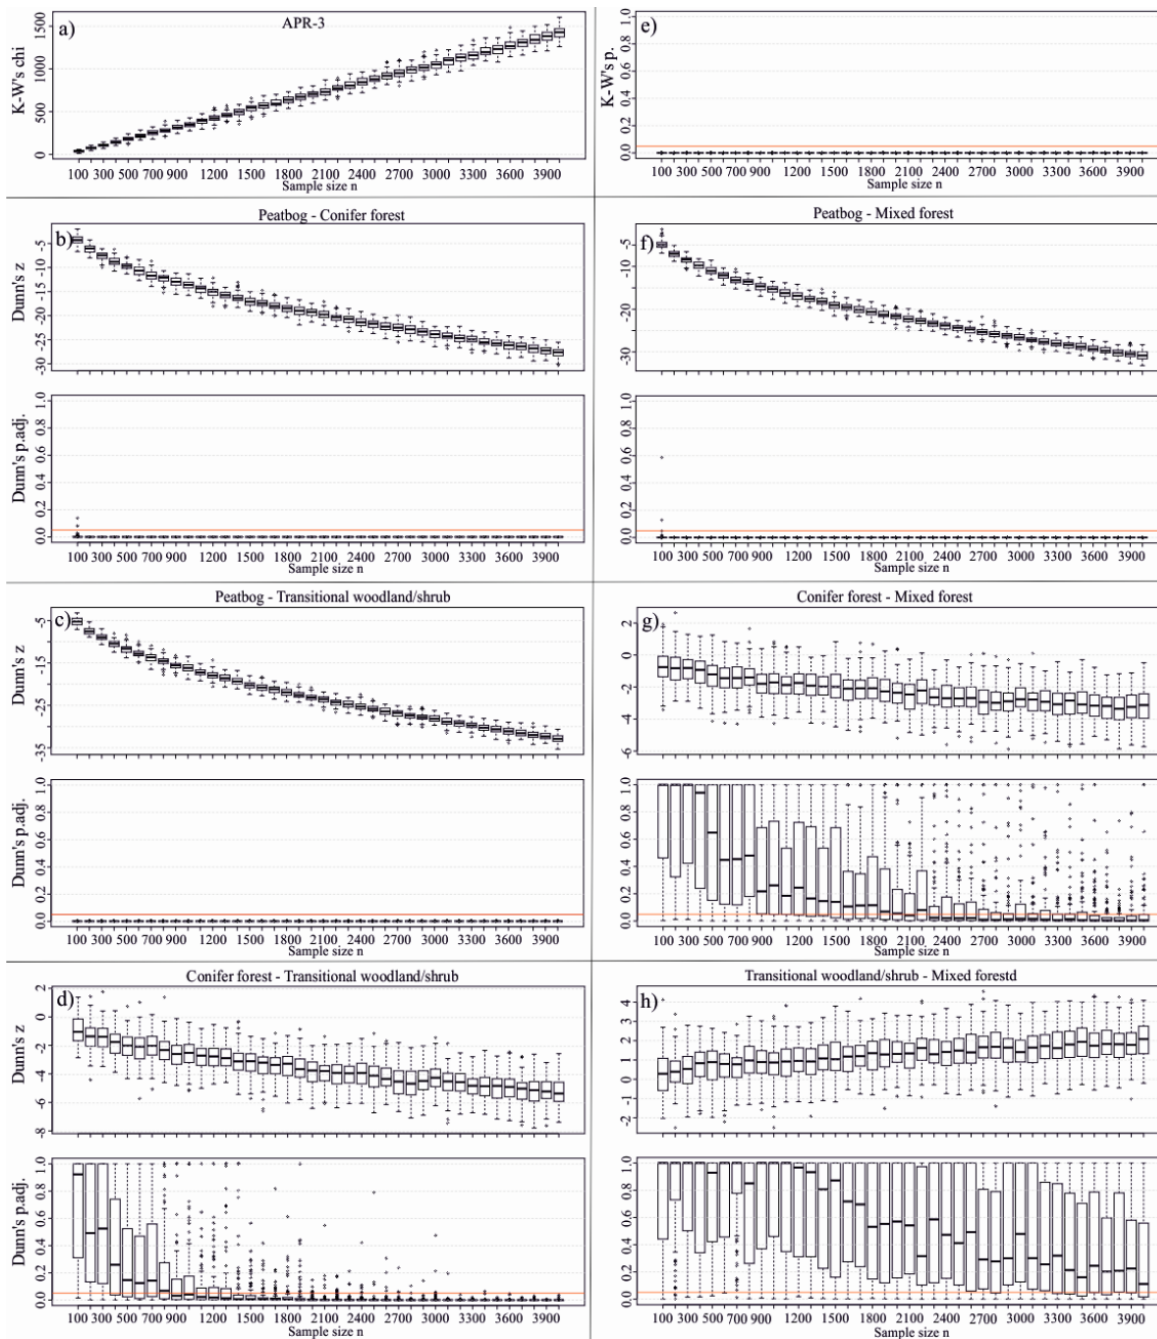 a)
APR-3
K-W's chi
1500
1000
500
0
100 300 500 700 900 1200 1500 1800 2100 2400 2700 3000 3300 3600 3900
Sample size n
e)
K-W's p.
1.0
0.8
0.6
0.4
0.2
0.0
100 300 500 700 900 1200 1500 1800 2100 2400 2700 3000 3300 3600 3900
Sample size n
Peatbog - Conifer forest
b)
Dunn's z
-5
-10
-15
-20
-25
-30
Dunn's p.adj.
1.0
0.8
0.6
0.4
0.2
0.0
100 300 500 700 900 1200 1500 1800 2100 2400 2700 3000 3300 3600 3900
Sample size n
Peatbog - Mixed forest
f)
-5
-10
-20
-30
1.0
0.8
0.6
0.4
0.2
0.0
100 300 500 700 900 1200 1500 1800 2100 2400 2700 3000 3300 3600 3900
Sample size n
Peatbog - Transitional woodland/shrub
c)
Dunn's z
-5
-15
-25
-35
Dunn's p.adj.
1.0
0.8
0.6
0.4
0.2
0.0
100 300 500 700 900 1200 1500 1800 2100 2400 2700 3000 3300 3600 3900
Sample size n
Conifer forest - Mixed forest
g)
2
0
-2
-4
-6
1.0
0.8
0.6
0.4
0.2
0.0
100 300 500 700 900 1200 1500 1800 2100 2400 2700 3000 3300 3600 3900
Sample size n
Conifer forest - Transitional woodland/shrub
d)
Dunn's z
2
0
-2
-4
-6
-8
Dunn's p.adj.
1.0
0.8
0.6
0.4
0.2
0.0
100 300 500 700 900 1200 1500 1800 2100 2400 2700 3000 3300 3600 3900
Sample size n
Transitional woodland/shrub - Mixed forestd
h)
4
3
2
1
0
-1
-2
1.0
0.8
0.6
0.4
0.2
0.0
100 300 500 700 900 1200 1500 1800 2100 2400 2700 3000 3300 3600 3900
Sample size n